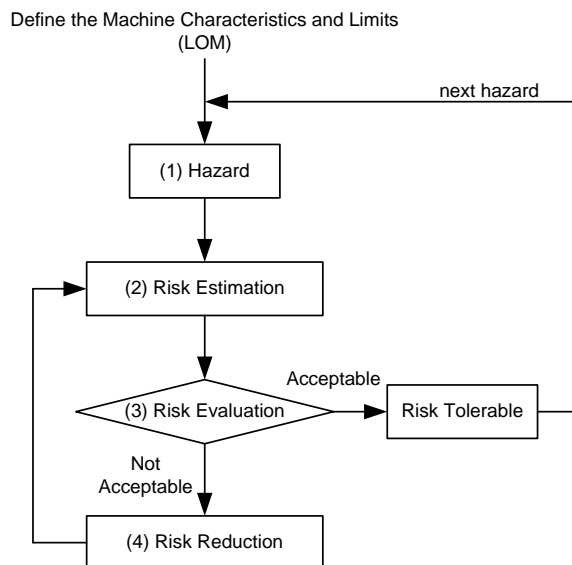 Define the Machine Characteristics and Limits
(LOM)
next hazard
(1) Hazard
(2) Risk Estimation
Acceptable
(3) Risk Evaluation
Risk Tolerable
Not
Acceptable
(4) Risk Reduction